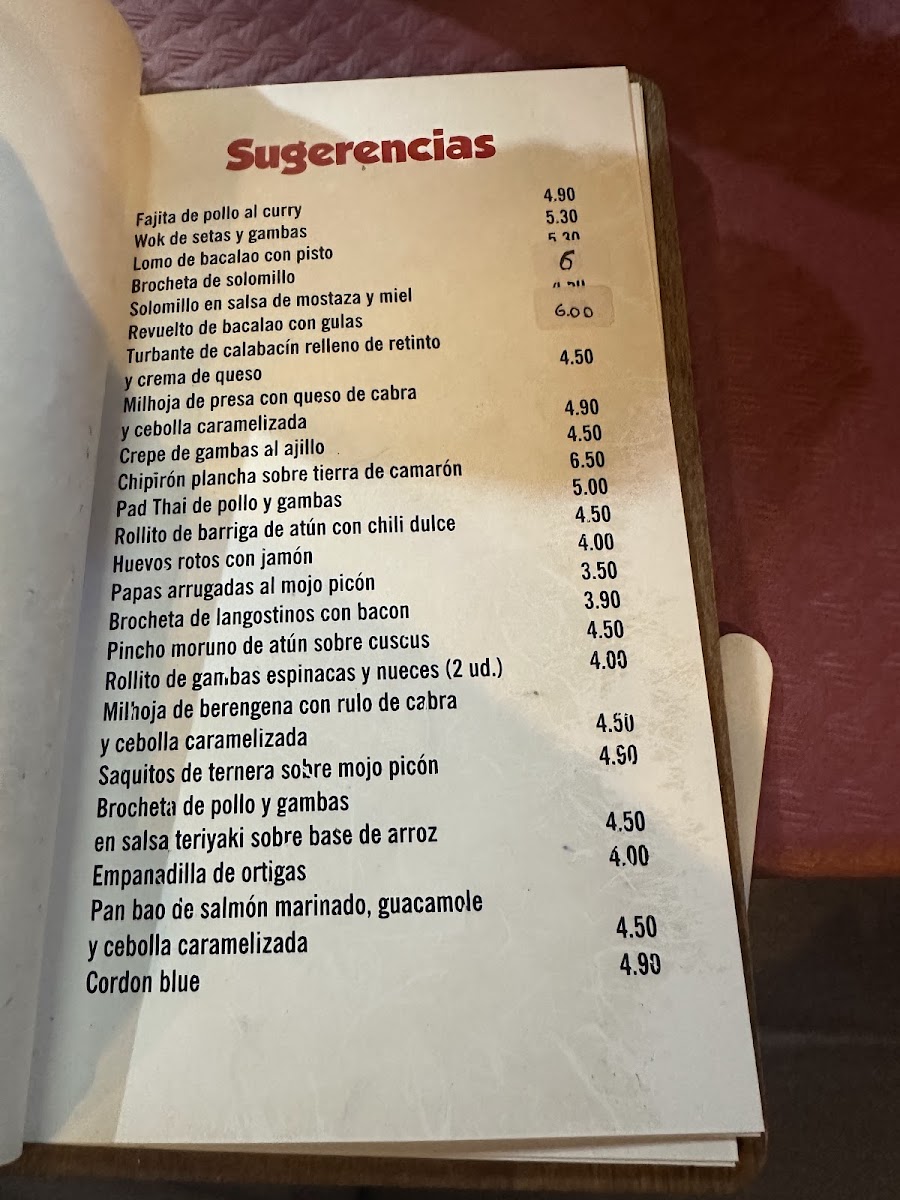 Sugerencias
Fajita de pollo al curry 4.90
Wok de setas y gambas 5.30
Lomo de bacalao con pisto 5.30
Brocheta de solomillo 6
Solomillo en salsa de mostaza y miel
Revuelto de bacalao con gulas 6.00
Turbante de calabacín relleno de retinto
y crema de queso 4.50
Milhoja de presa con queso de cabra
y cebolla caramelizada 4.90
Crepe de gambas al ajillo 4.50
Chipirón plancha sobre tierra de camarón 6.50
Pad Thai de pollo y gambas 5.00
Rollito de barriga de atún con chili dulce 4.50
Huevos rotos con jamón 4.00
Papas arrugadas al mojo picón 3.50
Brocheta de langostinos con bacon 3.90
Pincho moruno de atún sobre cuscus 4.50
Rollito de gambas espinacas y nueces (2 ud.) 4.00
Milhoja de berengena con rulo de cabra
y cebolla caramelizada 4.50
Saquitos de ternera sobre mojo picón 4.90
Brocheta de pollo y gambas
en salsa teriyaki sobre base de arroz 4.50
Empanadilla de ortigas 4.00
Pan bao de salmón marinado, guacamole
y cebolla caramelizada 4.50
Cordon blue 4.90